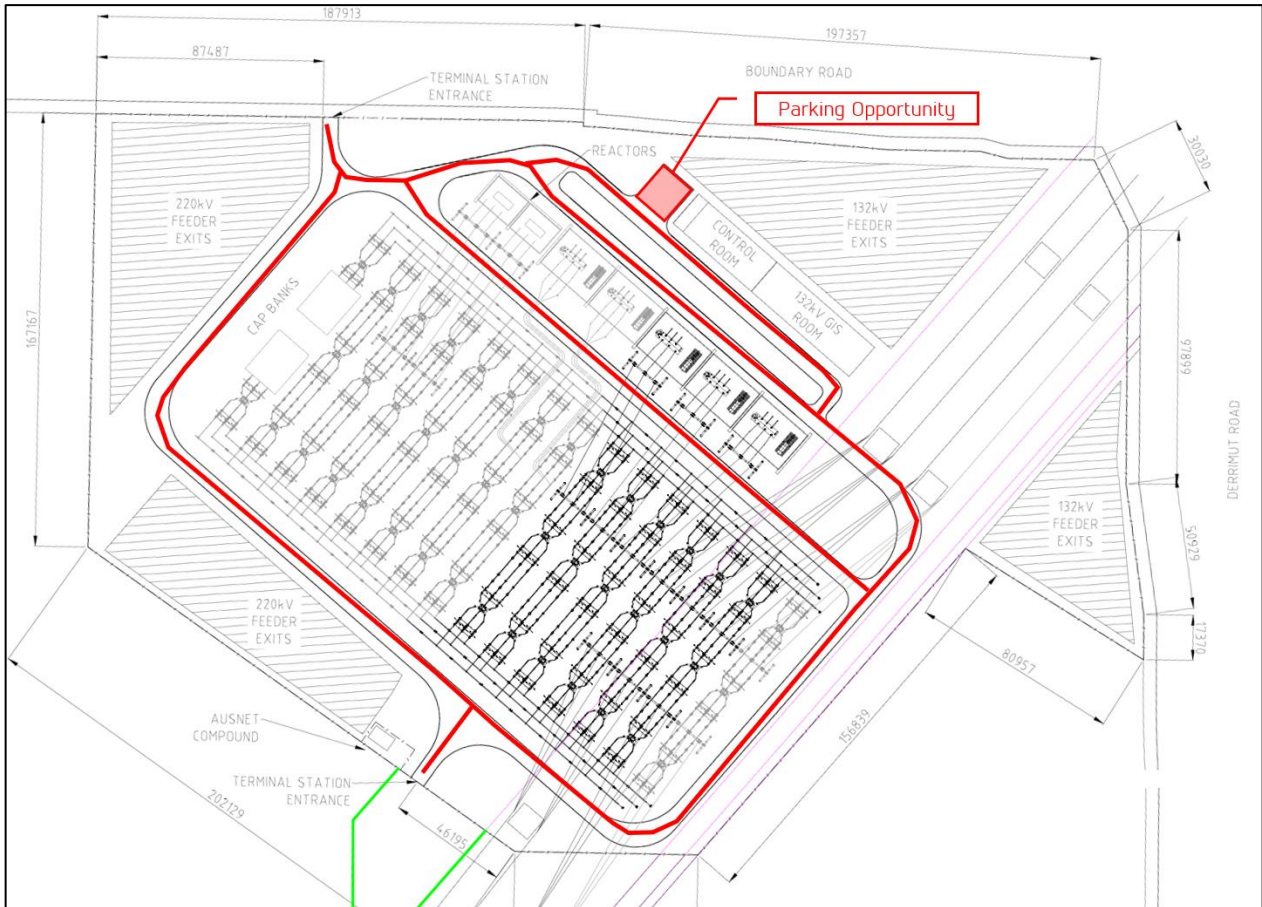 187913
197357
87487
BOUNDARY ROAD
TERMINAL STATION
ENTRANCE
Parking Opportunity
30030
REACTORS
220kV
FEEDER
EXITS
132kV
FEEDER
EXITS
CONTROL
ROOM
132kV GIS
ROOM
CAP BANKS
167167
97899
DERRIMUT ROAD
132kV
FEEDER
EXITS
50929
17370
220kV
FEEDER
EXITS
80957
156839
AUSNET
COMPOUND
TERMINAL STATION
ENTRANCE
202129
46195